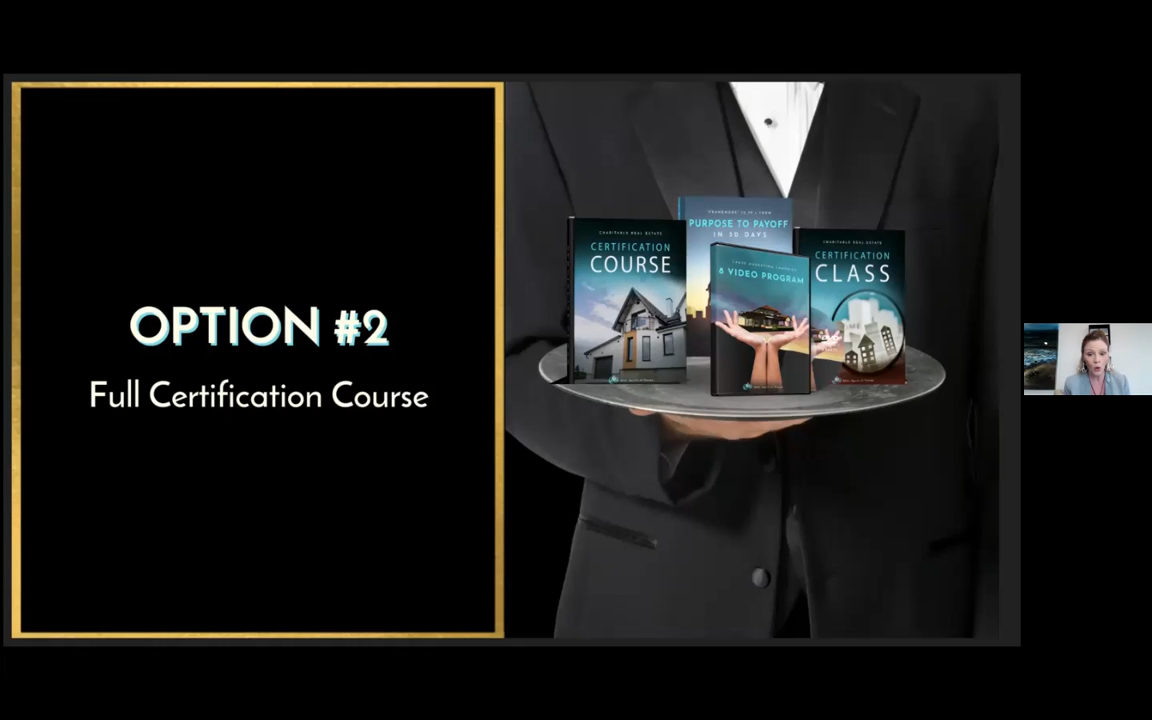 OPTION #2
Full Certification Course
CHARITABLE REAL ESTATE
CERTIFICATION
COURSE
PURPOSE TO PAYOFF
IN 30 DAYS
8 VIDEO PROGRAM
CHARITABLE REAL ESTATE
CERTIFICATION
CLASS